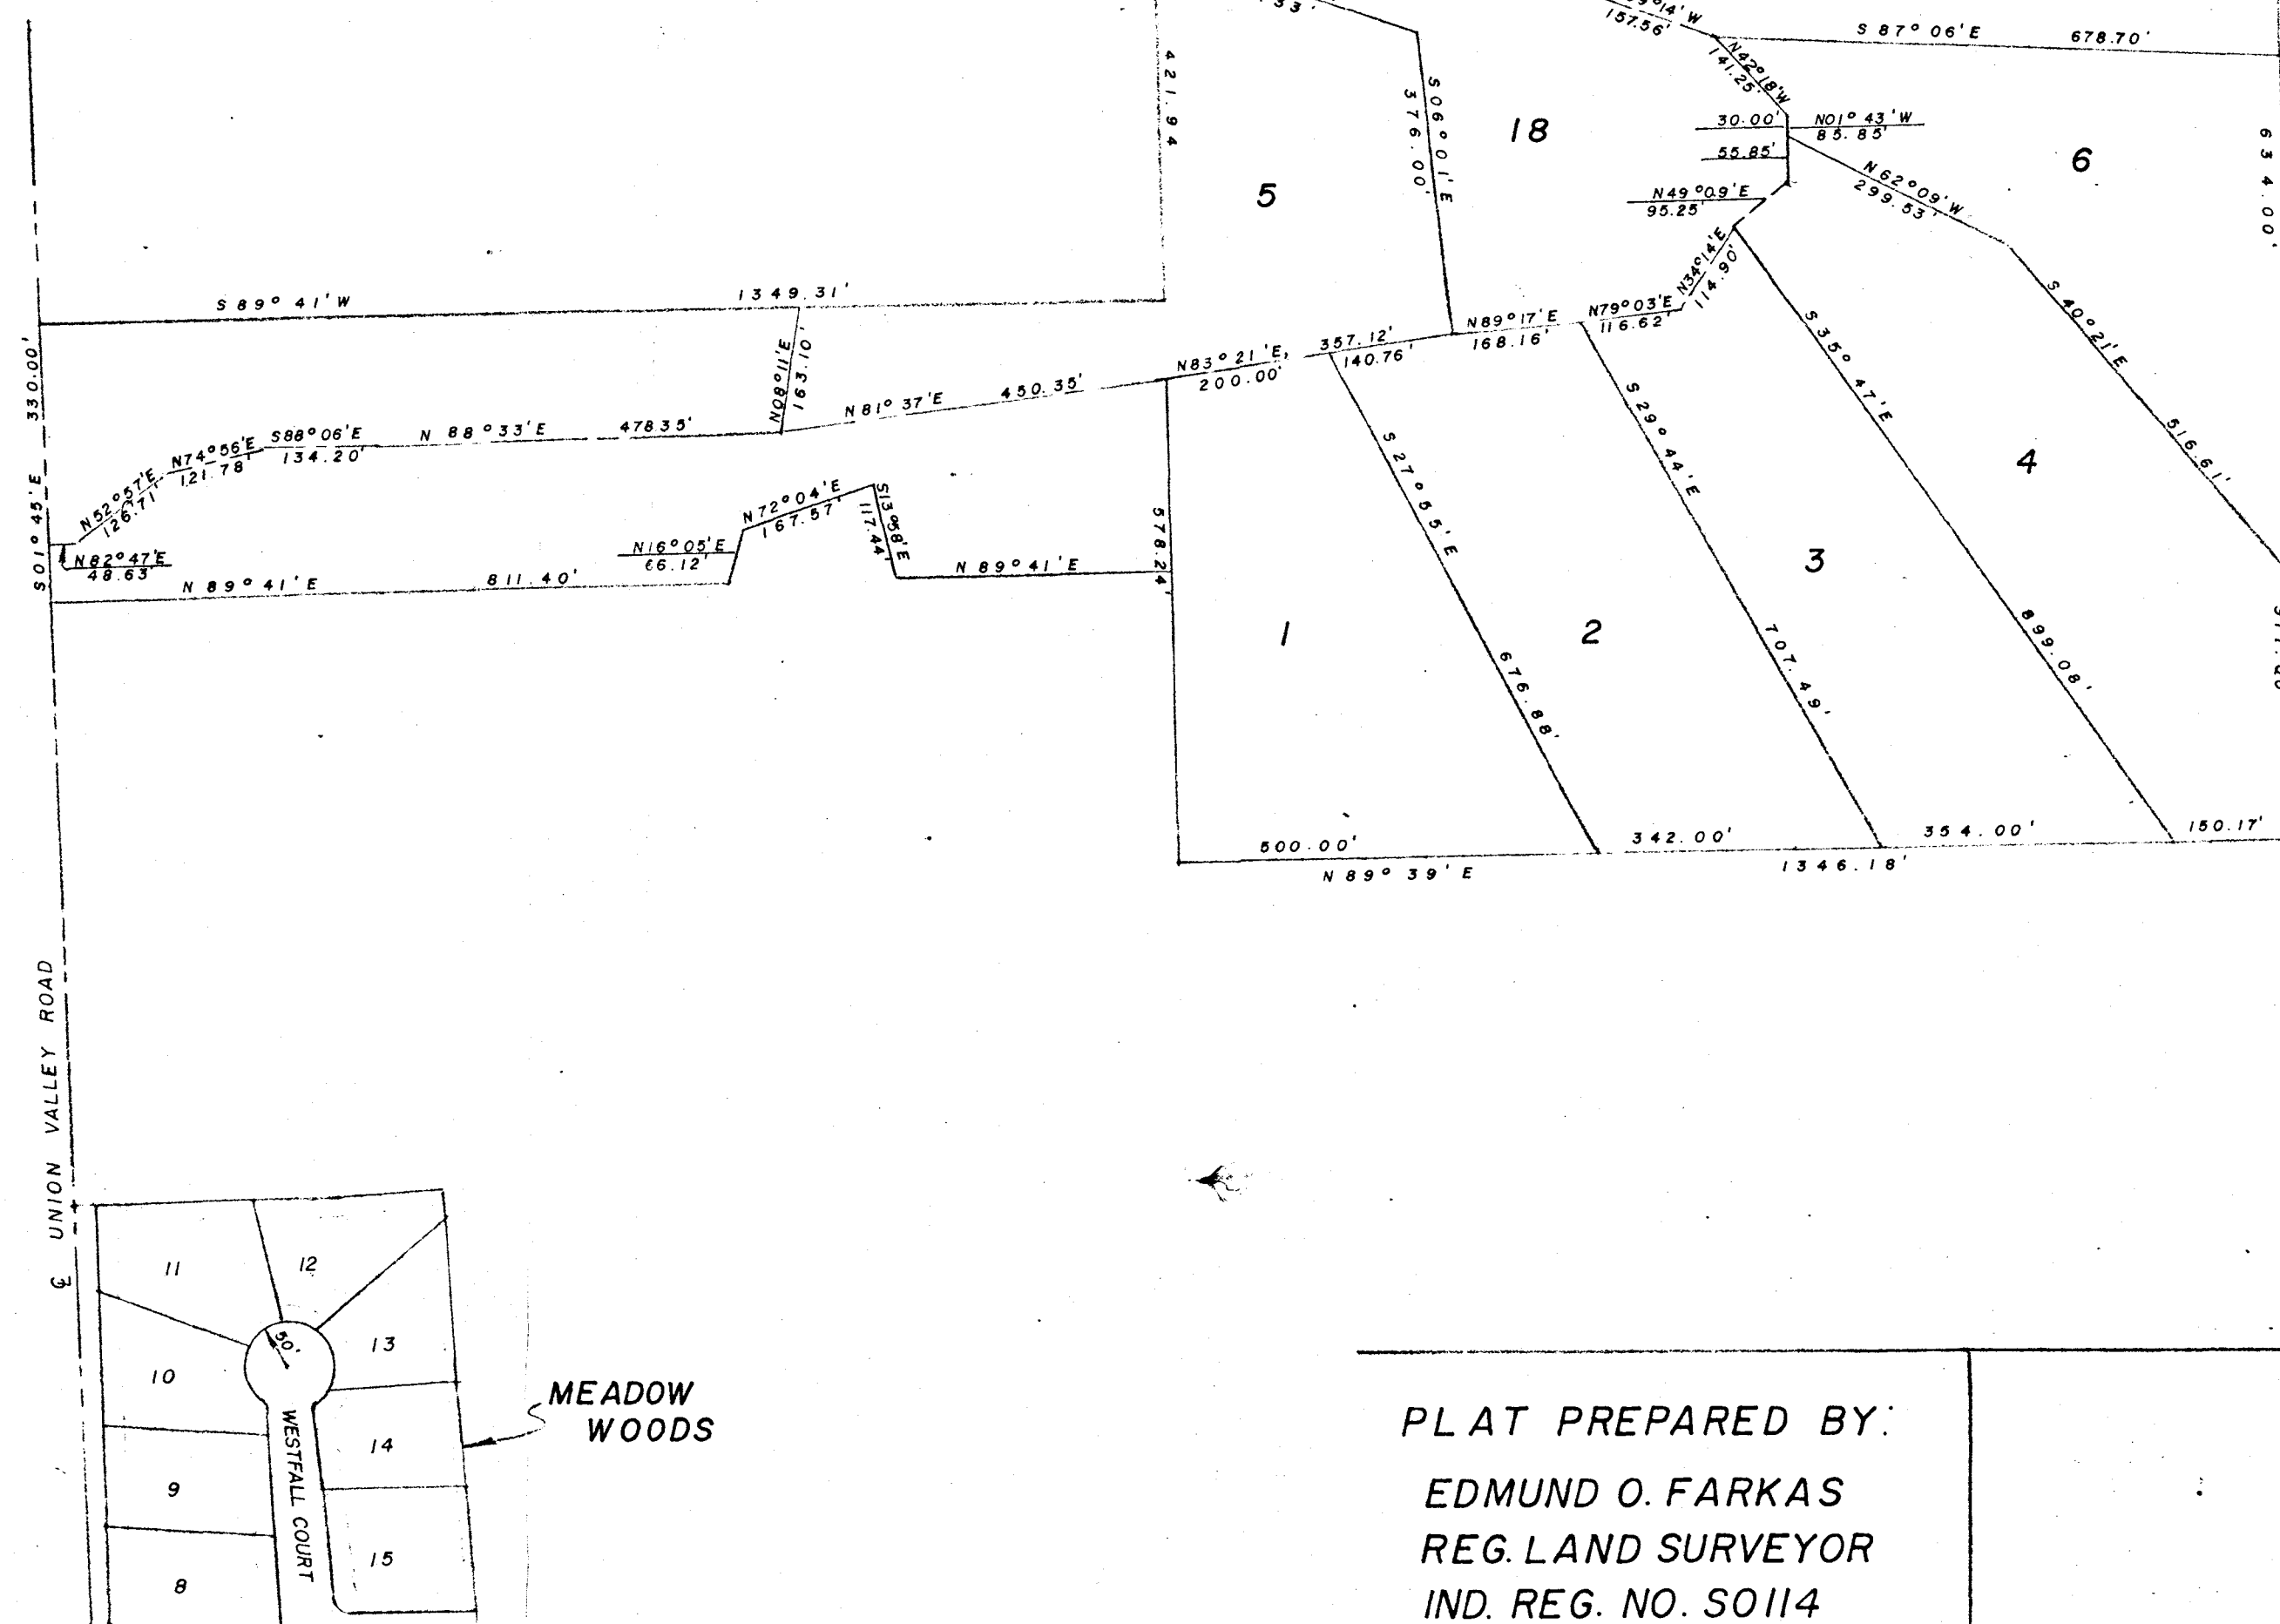 157.56'
S 87° 06' E 678.70'
N42°18'W
141.25'
421.94
S06°01'E
376.00'
18
30.00'
N01° 43' W
85.85'
55.85'
6
634.00'
5
N49°09'E
95.25'
N62°09'W
299.53'
N34°14'E
114.90'
S 89° 41' W 1349.31'
N08°11'E
163.10'
N83° 21' E,
200.00'
357.12'
140.76'
N89°17'E
168.16'
N79°03'E
116.62'
S 40°21'E
516.61'
330.00'
S01° 45' E
N52°57'E
126.71'
N74°56'E
121.78'
S88°06'E
134.20'
N 88°33'E 478.35'
N 81° 37'E 450.35'
S 27°55'E
676.88'
S 29°44'E
707.49'
S 35° 47'E
899.08'
4
N82°47'E
48.63'
N 89° 41' E 811.40'
N16°05'E
66.12'
N72°04'E
167.57'
S13°58'E
117.44'
N 89° 41' E
578.24'
1
2
3
500.00'
342.00'
354.00'
150.17'
N 89° 39' E
1346.18'
℄ UNION VALLEY ROAD
11
12
50'
13
10
14
9
15
8
WESTFALL COURT
MEADOW
WOODS
PLAT PREPARED BY:
EDMUND O. FARKAS
REG. LAND SURVEYOR
IND. REG. NO. S0114